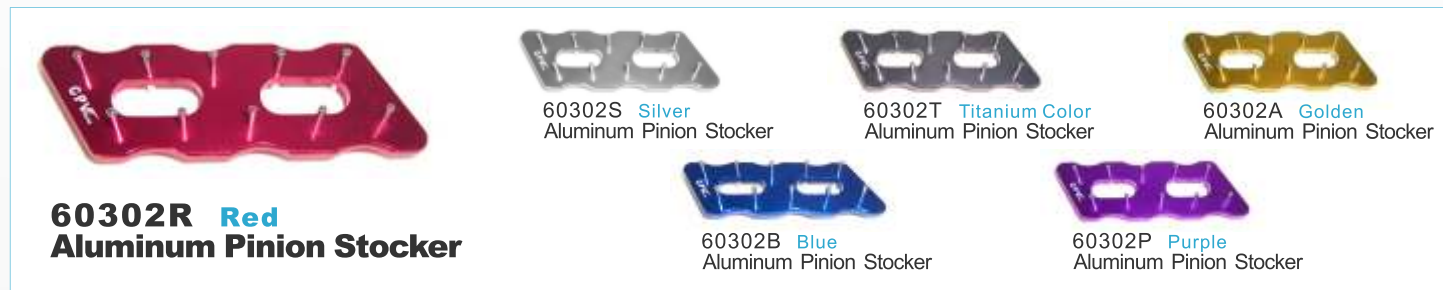 60302R Red
Aluminum Pinion Stocker
60302S Silver
Aluminum Pinion Stocker
60302T Titanium Color
Aluminum Pinion Stocker
60302A Golden
Aluminum Pinion Stocker
60302B Blue
Aluminum Pinion Stocker
60302P Purple
Aluminum Pinion Stocker